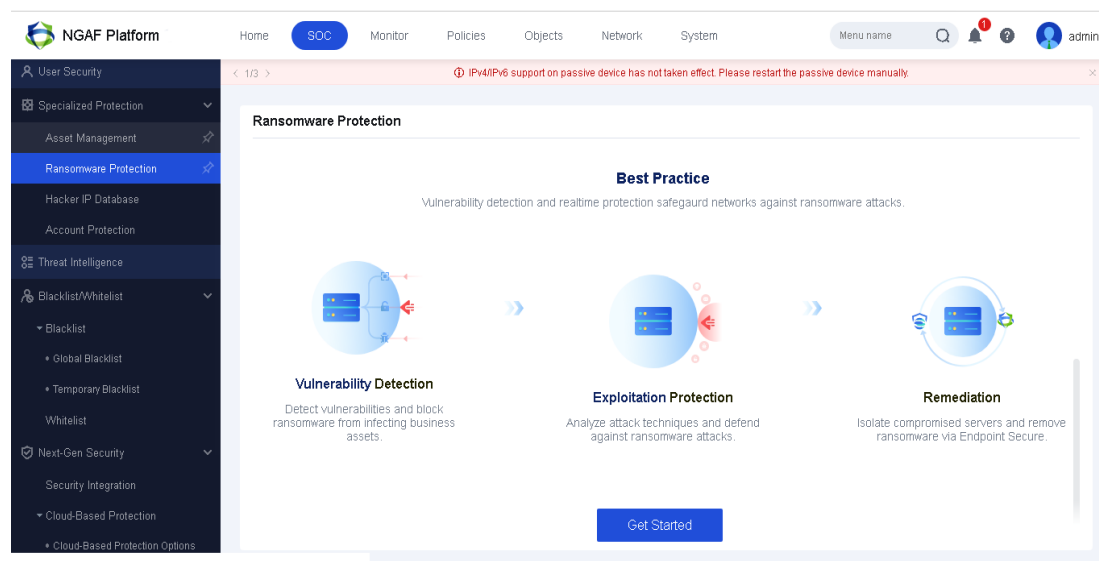 NGAF Platform
Home SOC Monitor Policies Objects Network System
Menu name
1
admin
User Security
< 1/3 >
IPv4/IPv6 support on passive device has not taken effect. Please restart the passive device manually.
Specialized Protection
Asset Management
Ransomware Protection
Hacker IP Database
Account Protection
Threat Intelligence
Blacklist/Whitelist
Blacklist
Global Blacklist
Temporary Blacklist
Whitelist
Next-Gen Security
Security Integration
Cloud-Based Protection
Cloud-Based Protection Options
Ransomware Protection
Best Practice
Vulnerability detection and realtime protection safegaurd networks against ransomware attacks.
Vulnerability Detection
Detect vulnerabilities and block
ransomware from infecting business
assets.
Exploitation Protection
Analyze attack techniques and defend
against ransomware attacks.
Remediation
Isolate compromised servers and remove
ransomware via Endpoint Secure.
Get Started